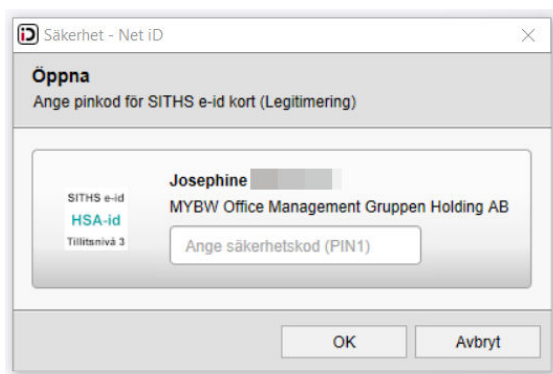 Säkerhet - Net iD
Öppna
Ange pinkod för SITHS e-id kort (Legitimering)
SITHS e-id
HSA-id
Tillitsnivå 3
Josephine
MYBW Office Management Gruppen Holding AB
Ange säkerhetskod (PIN1)
OK
Avbryt